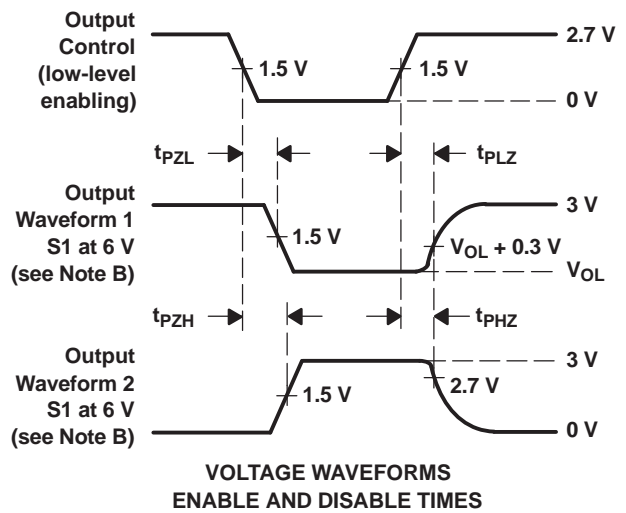 Output
Control
(low-level
enabling)
2.7 V
1.5 V
1.5 V
0 V
tPZL
tPLZ
Output
Waveform 1
S1 at 6 V
(see Note B)
3 V
1.5 V
VOL + 0.3 V
VOL
tPZH
tPHZ
Output
Waveform 2
S1 at 6 V
(see Note B)
3 V
1.5 V
2.7 V
0 V
VOLTAGE WAVEFORMS
ENABLE AND DISABLE TIMES